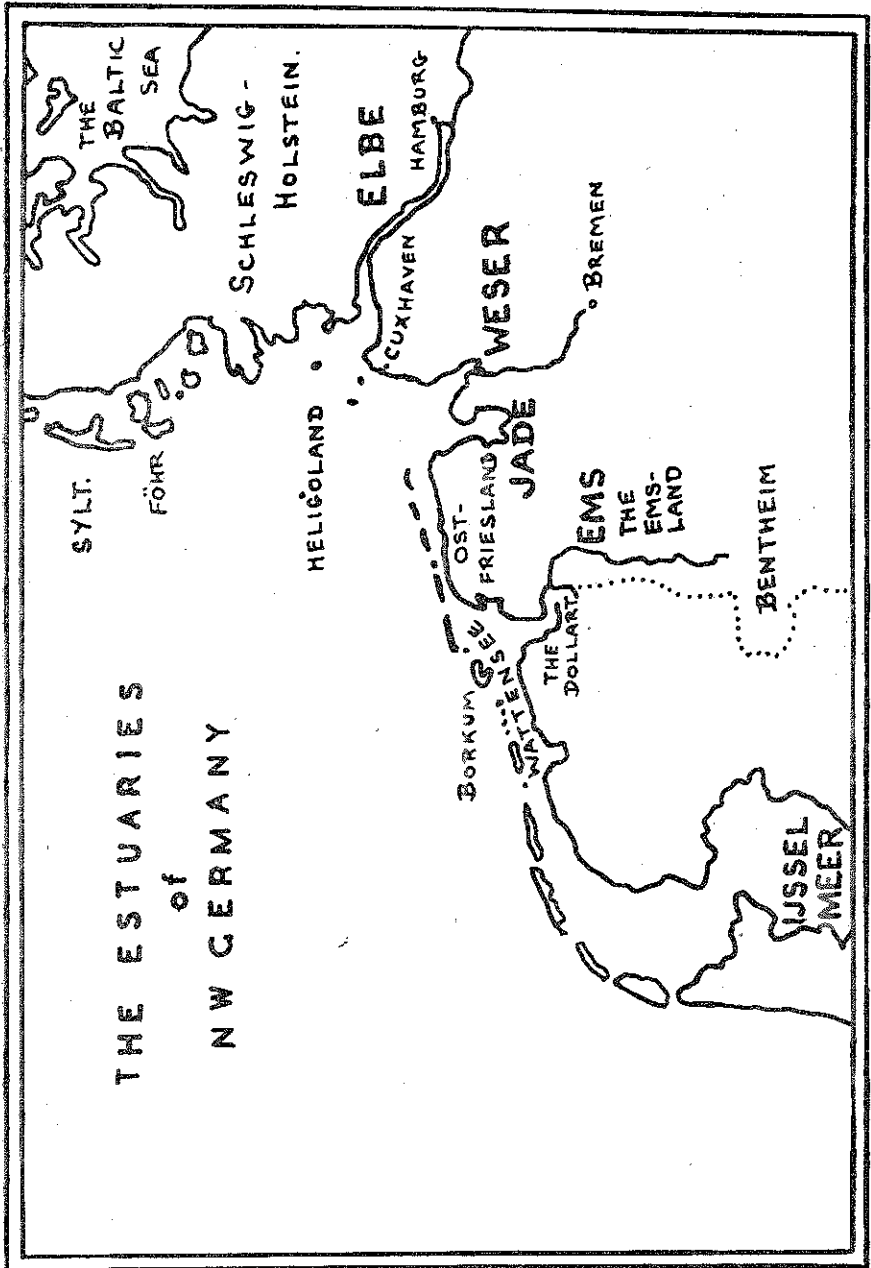 THE ESTUARIES
of
NW GERMANY
SYLT.
FÖHR
THE
BALTIC
SEA
SCHLESWIG-
HOLSTEIN.
HELIGOLAND
ELBE
HAMBURG
CUXHAVEN
WESER
BREMEN
JADE
OST-
FRIESLAND
EMS
THE
EMS-
LAND
BORKUM
WATTENSEE
THE
DOLLART
BENTHEIM
IJSSEL
MEER